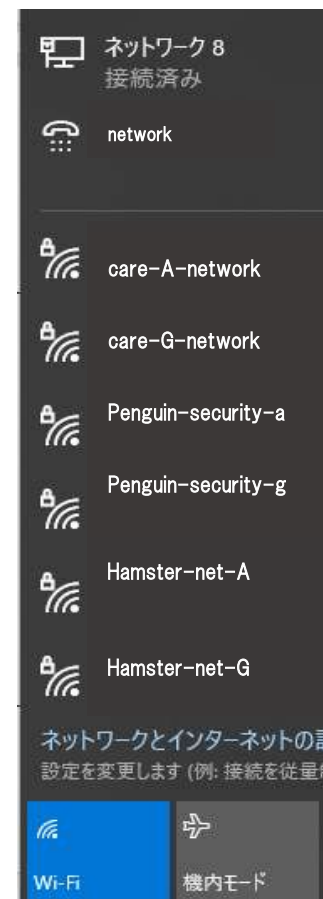 ネットワーク 8
接続済み
network
care-A-network
care-G-network
Penguin-security-a
Penguin-security-g
Hamster-net-A
Hamster-net-G
ネットワークとインターネットの
設定を変更します (例: 接続を従量
Wi-Fi
機内モード